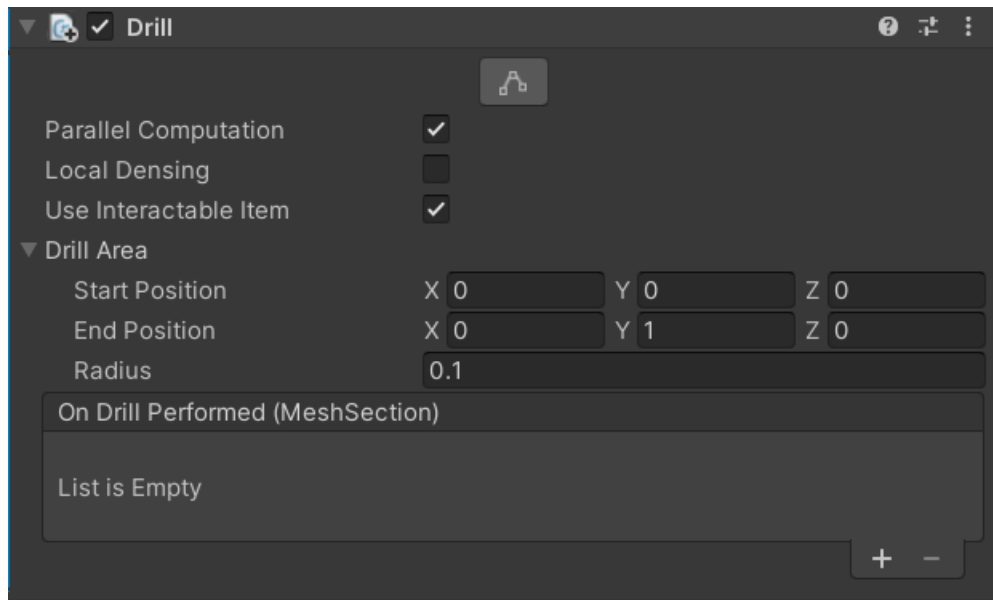 Drill
Parallel Computation
Local Densing
Use Interactable Item
Drill Area
Start Position X 0 Y 0 Z 0
End Position X 0 Y 1 Z 0
Radius 0.1
On Drill Performed (MeshSection)
List is Empty